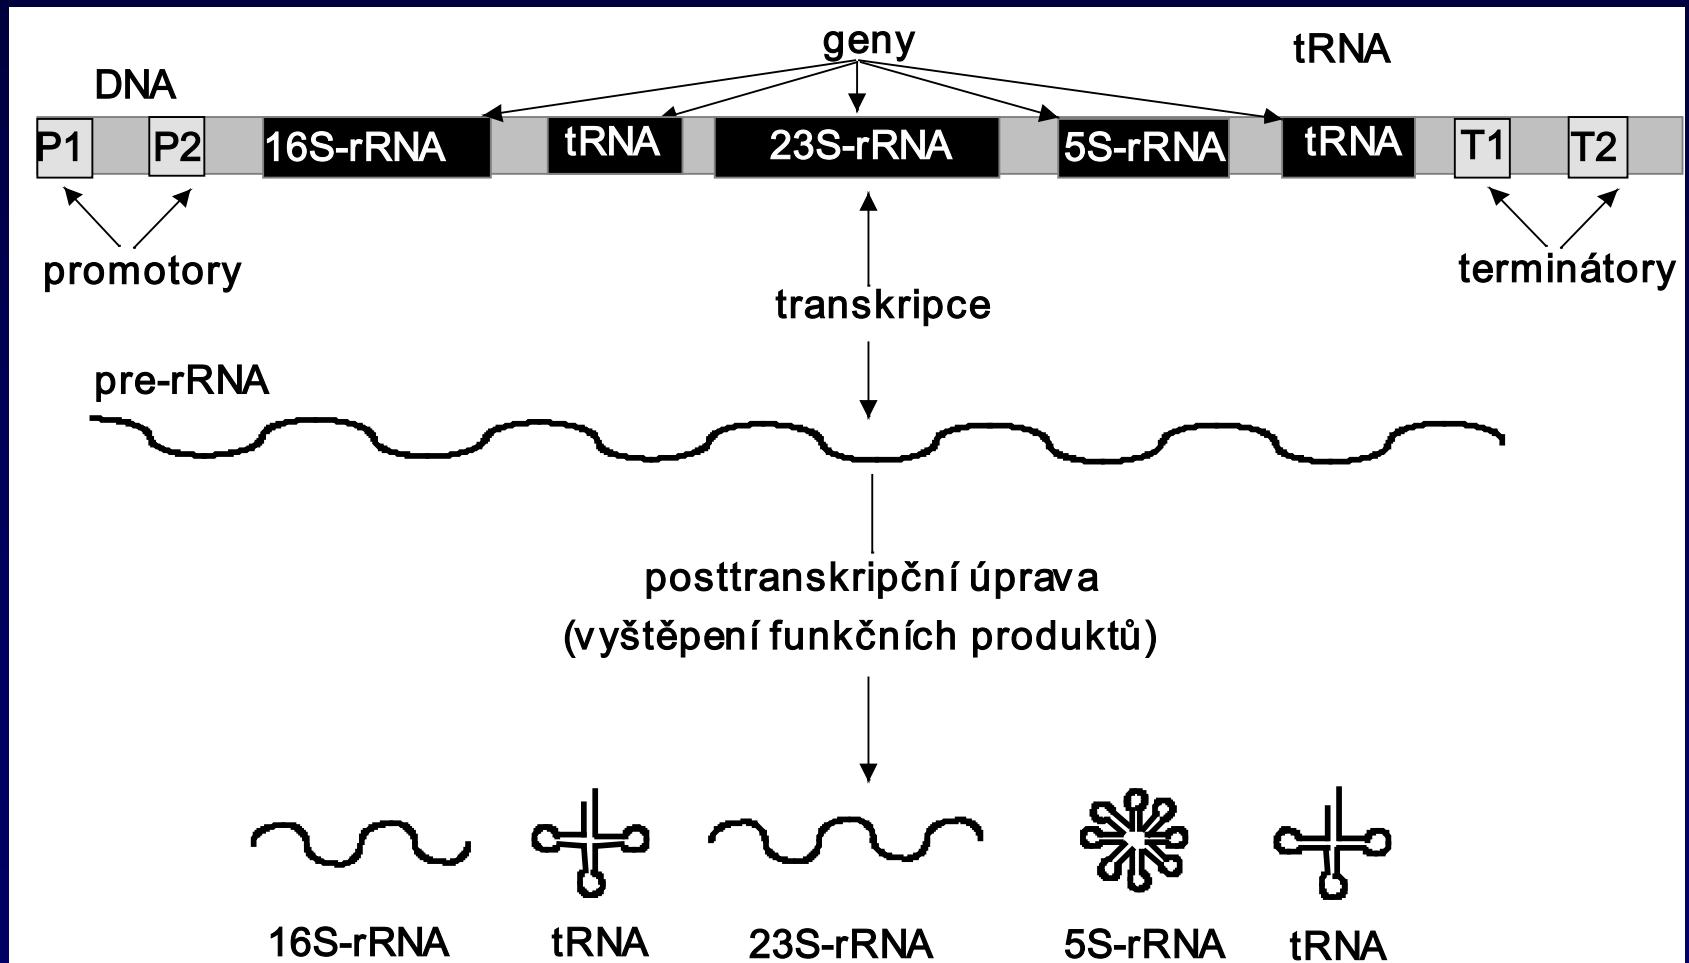 geny
tRNA
DNA
P1 P2 16S-rRNA tRNA 23S-rRNA 5S-rRNA tRNA T1 T2
promotory
terminátory
transkripce
pre-rRNA
posttranskripční úprava
(vyštěpení funkčních produktů)
16S-rRNA tRNA 23S-rRNA 5S-rRNA tRNA